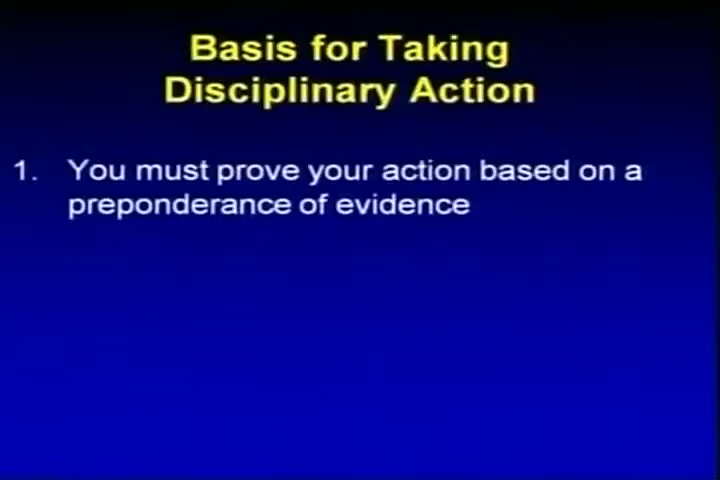 Basis for Taking
Disciplinary Action
1. You must prove your action based on a
preponderance of evidence